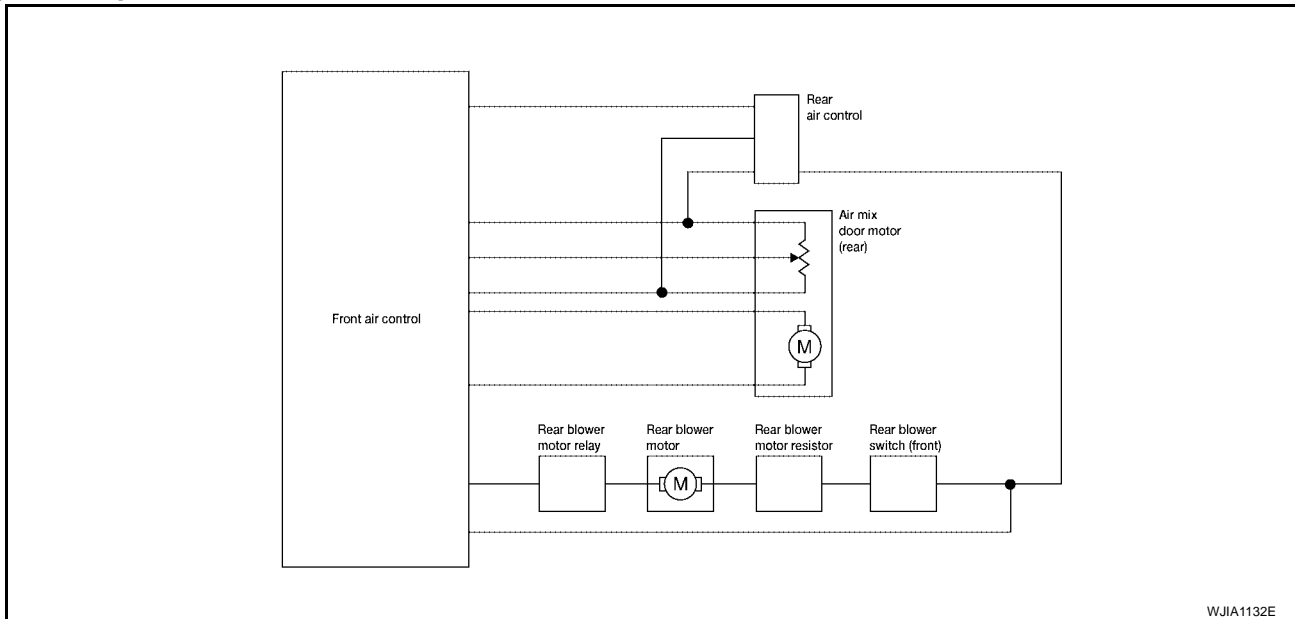 Rear
air control
Air mix
door motor
(rear)
Front air control
M
Rear blower
motor relay
Rear blower
motor
Rear blower
motor resistor
Rear blower
switch (front)
M
WJIA1132E